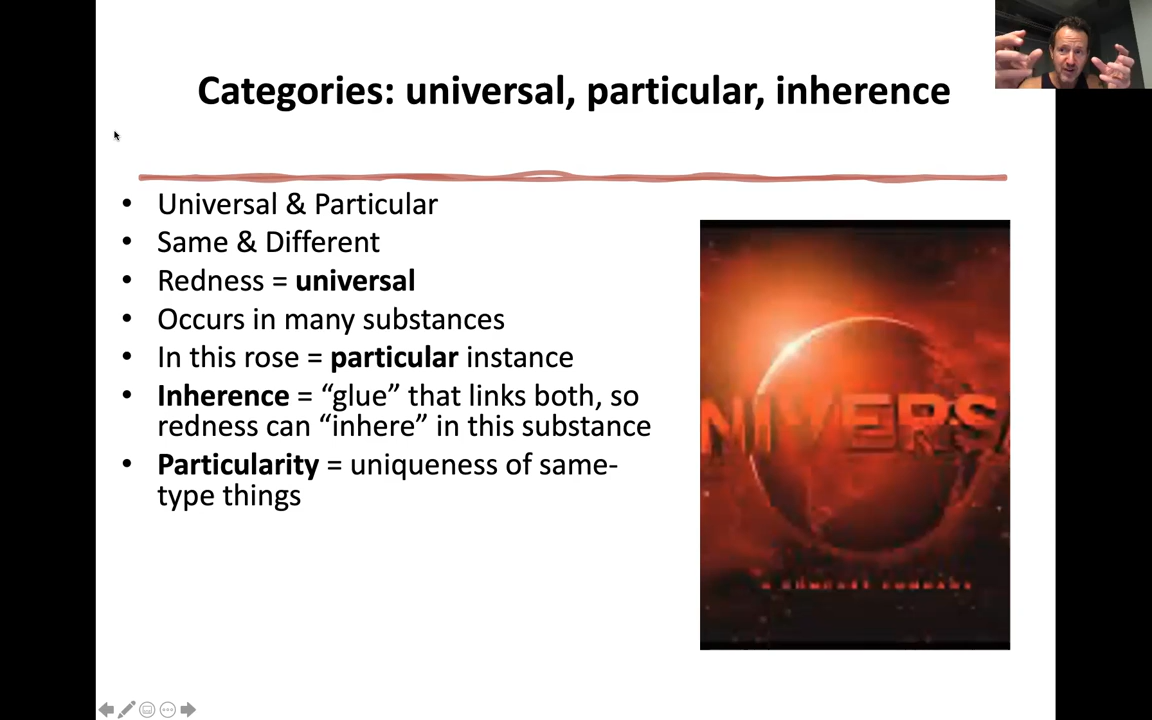 Categories: universal, particular, inherence
• Universal & Particular
• Same & Different
• Redness = universal
• Occurs in many substances
• In this rose = particular instance
• Inherence = “glue” that links both, so
redness can “inhere” in this substance
• Particularity = uniqueness of same-
type things
NIVERSA